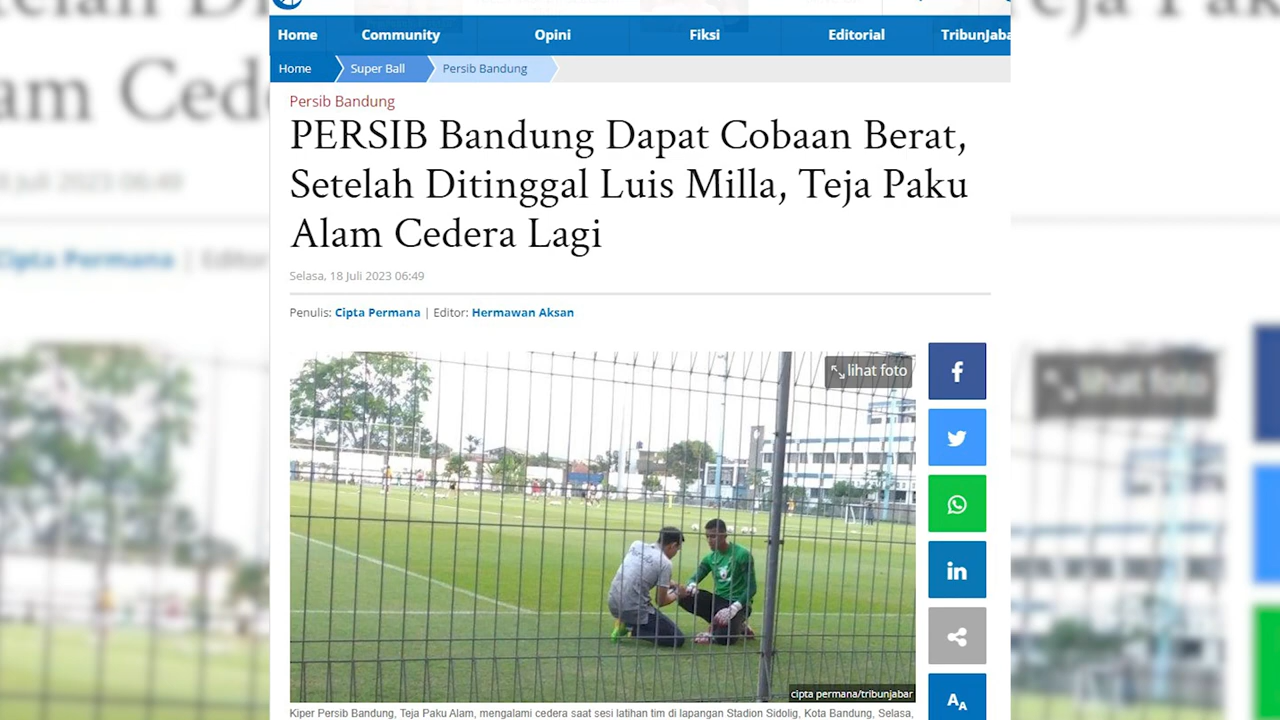 Home Community Opini Fiksi Editorial TribunJaba
Home Super Ball Persib Bandung
Persib Bandung
PERSIB Bandung Dapat Cobaan Berat,
Setelah Ditinggal Luis Milla, Teja Paku
Alam Cedera Lagi
Selasa, 18 Juli 2023 06:49
Penulis: Cipta Permana | Editor: Hermawan Aksan
lihat foto
cipta permana/tribunjabar
Kiper Persib Bandung, Teja Paku Alam, mengalami cedera saat sesi latihan tim di lapangan Stadion Sidolig, Kota Bandung, Selasa,